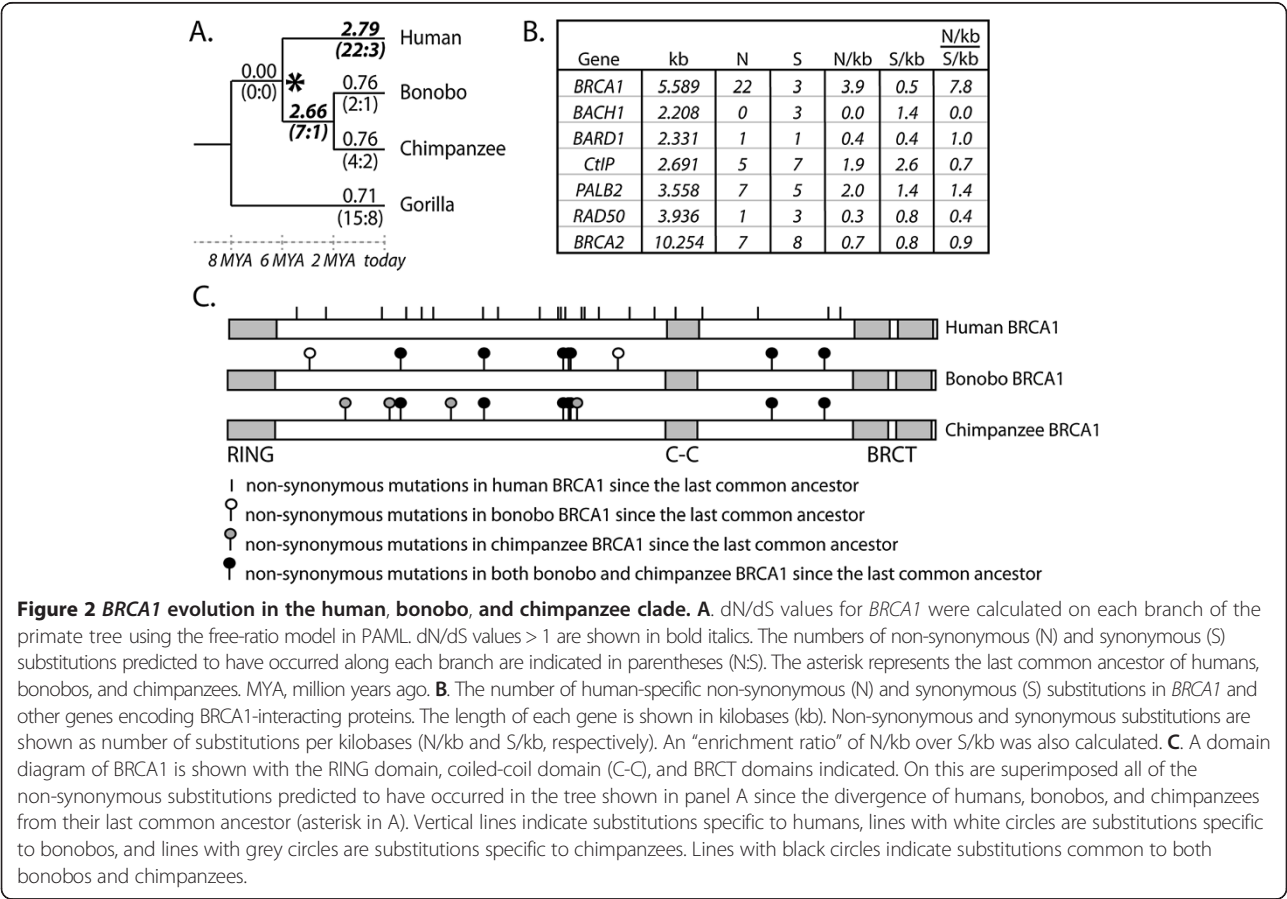 A.
2.79
(22:3)
Human
0.00
(0:0)
*
0.76
(2:1)
Bonobo
2.66
(7:1)
0.76
(4:2)
Chimpanzee
0.71
(15:8)
Gorilla
8 MYA 6 MYA 2 MYA today
B.
Gene kb N S N/kb S/kb N/kb S/kb
BRCA1 5.589 22 3 3.9 0.5 7.8
BACH1 2.208 0 3 0.0 1.4 0.0
BARD1 2.331 1 1 0.4 0.4 1.0
CtIP 2.691 5 7 1.9 2.6 0.7
PALB2 3.558 7 5 2.0 1.4 1.4
RAD50 3.936 1 3 0.3 0.8 0.4
BRCA2 10.254 7 8 0.7 0.8 0.9
C.
Human BRCA1
Bonobo BRCA1
Chimpanzee BRCA1
RING C-C BRCT
non-synonymous mutations in human BRCA1 since the last common ancestor
non-synonymous mutations in bonobo BRCA1 since the last common ancestor
non-synonymous mutations in chimpanzee BRCA1 since the last common ancestor
non-synonymous mutations in both bonobo and chimpanzee BRCA1 since the last common ancestor
Figure 2 BRCA1 evolution in the human, bonobo, and chimpanzee clade. A. dN/dS values for BRCA1 were calculated on each branch of the
primate tree using the free-ratio model in PAML. dN/dS values > 1 are shown in bold italics. The numbers of non-synonymous (N) and synonymous (S)
substitutions predicted to have occurred along each branch are indicated in parentheses (N:S). The asterisk represents the last common ancestor of humans,
bonobos, and chimpanzees. MYA, million years ago. B. The number of human-specific non-synonymous (N) and synonymous (S) substitutions in BRCA1 and
other genes encoding BRCA1-interacting proteins. The length of each gene is shown in kilobases (kb). Non-synonymous and synonymous substitutions are
shown as number of substitutions per kilobases (N/kb and S/kb, respectively). An “enrichment ratio” of N/kb over S/kb was also calculated. C. A domain
diagram of BRCA1 is shown with the RING domain, coiled-coil domain (C-C), and BRCT domains indicated. On this are superimposed all of the
non-synonymous substitutions predicted to have occurred in the tree shown in panel A since the divergence of humans, bonobos, and chimpanzees
from their last common ancestor (asterisk in A). Vertical lines indicate substitutions specific to humans, lines with white circles are substitutions specific
to bonobos, and lines with grey circles are substitutions specific to chimpanzees. Lines with black circles indicate substitutions common to both
bonobos and chimpanzees.